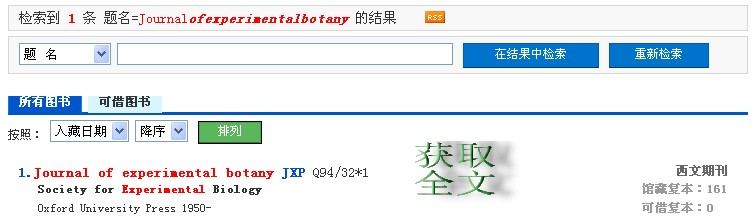 检索到 1 条 题名=Journalofexperimentalbotany 的结果 RSS
题 名 在结果中检索 重新检索
所有图书 可借图书
按照： 入藏日期 降序 排列
1.Journal of experimental botany JXP Q94/32*1
Society for Experimental Biology
Oxford University Press 1950-
获取
全文
西文期刊
馆藏复本：161
可借复本：0